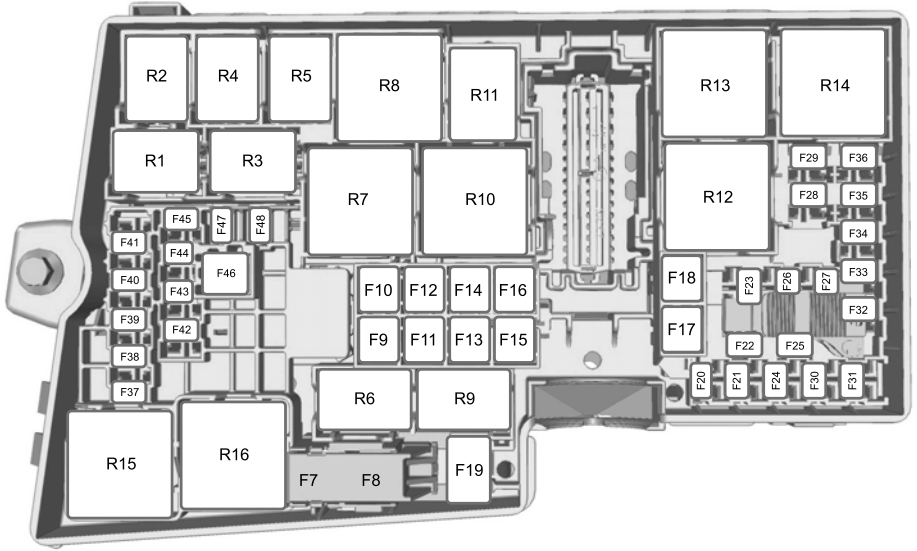 R2 R4 R5 R8 R11 R13 R14
R1 R3 R7 R10 R12
F29 F36
F28 F35
F45 F47 F48 F34
F41 F44 F46 F18 F23 F26 F27 F33
F40 F43 F10 F12 F14 F16 F32
F39 F42 F9 F11 F13 F15 F17 F22 F25
F38 F20 F21 F24 F30 F31
F37 R6 R9
R15 R16 F7 F8 F19